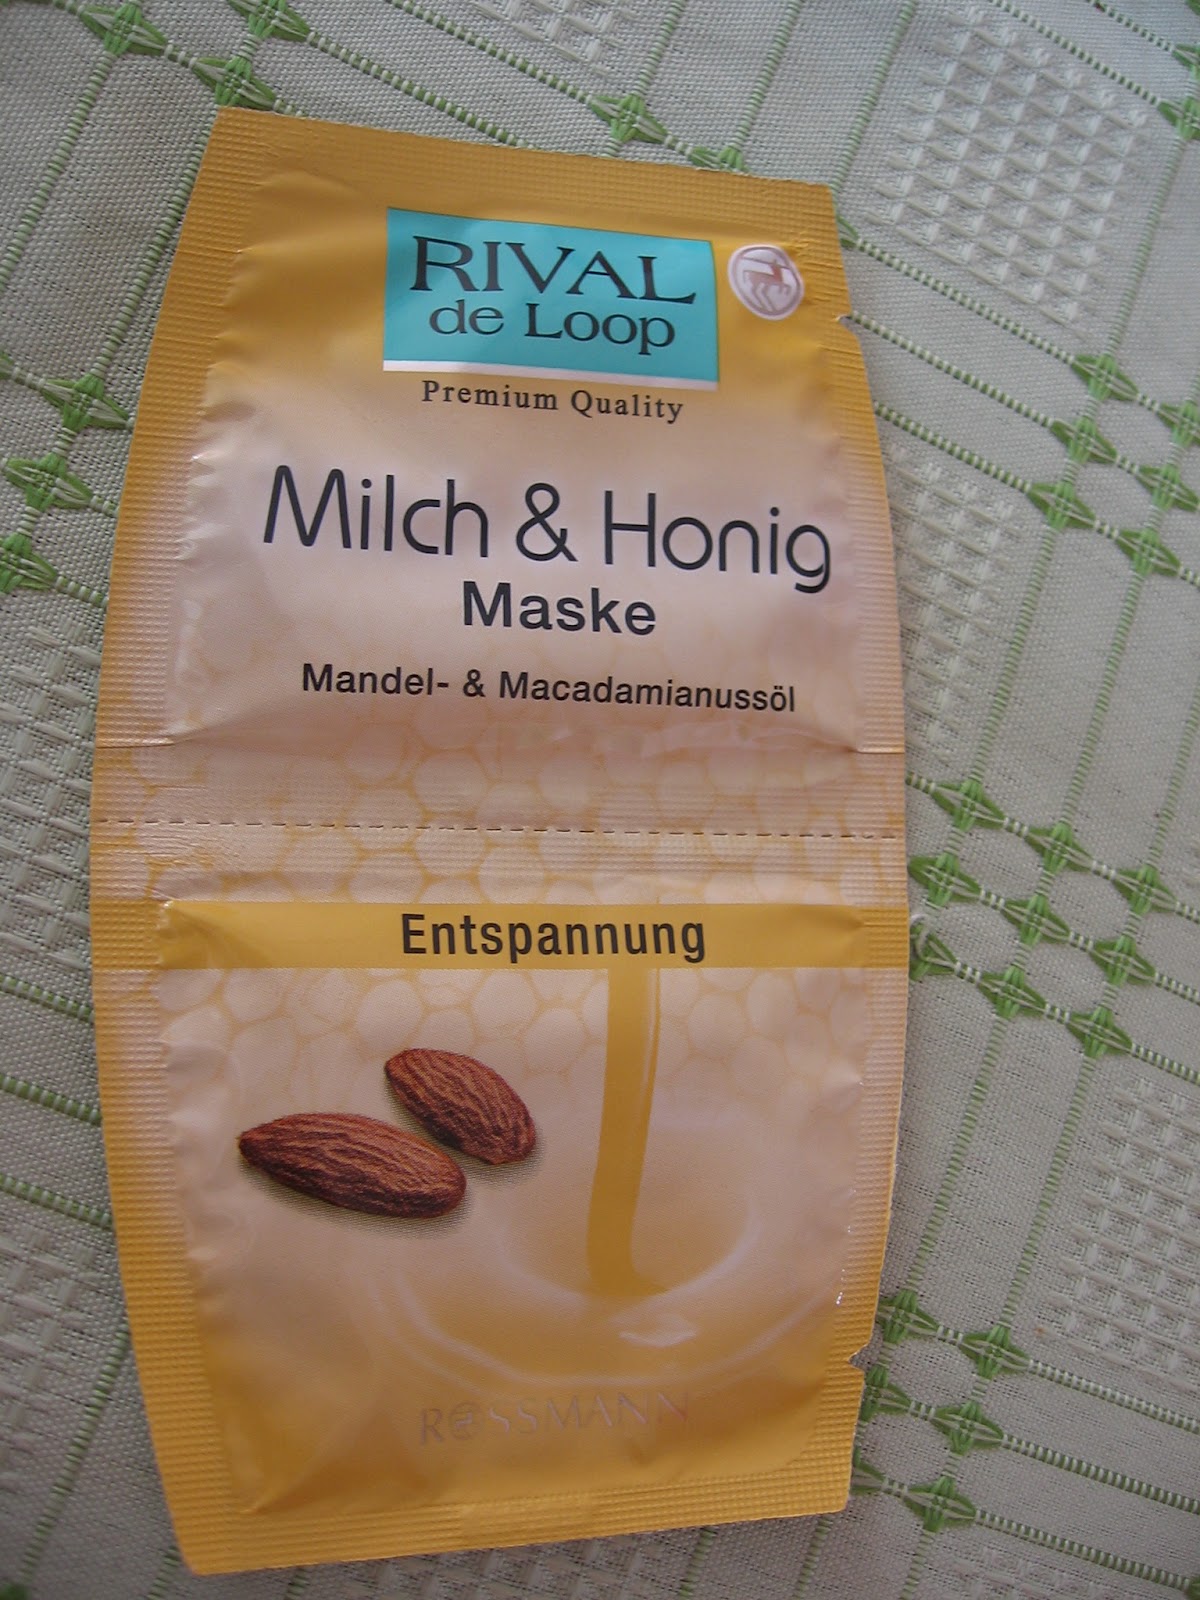 RIVAL
de Loop
Premium Quality
Milch & Honig
Maske
Mandel- & Macadamianussöl
Entspannung
ROSSMANN